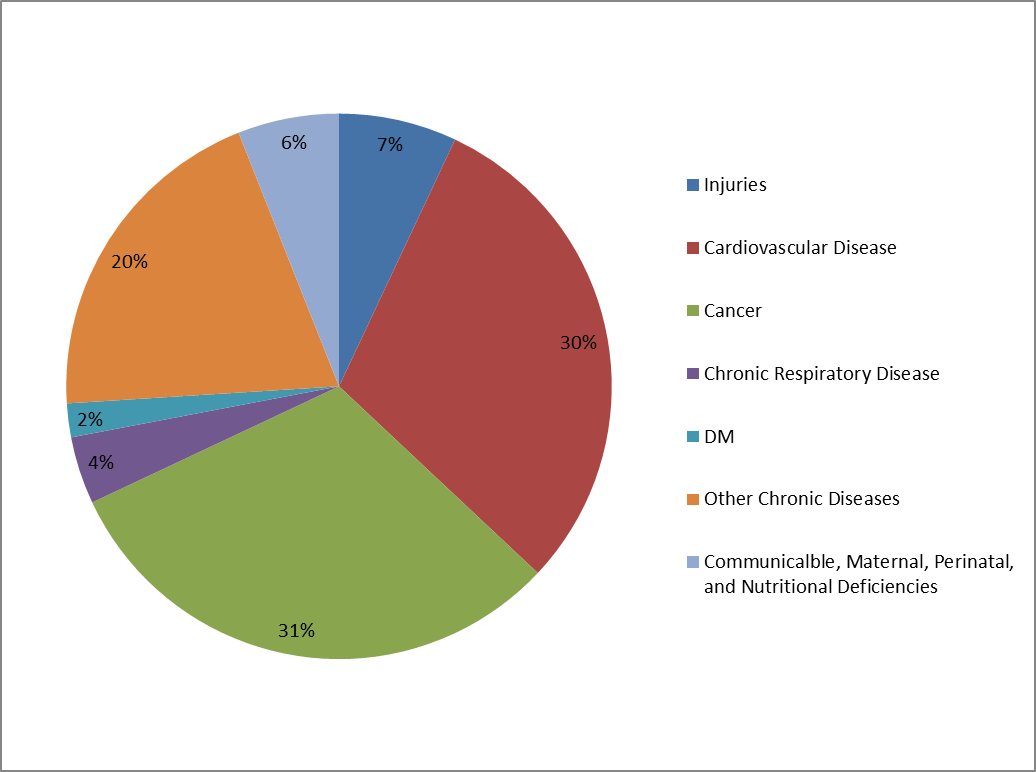 6%
7%
20%
30%
2%
4%
31%
Injuries
Cardiovascular Disease
Cancer
Chronic Respiratory Disease
DM
Other Chronic Diseases
Communicalble, Maternal, Perinatal,
and Nutritional Deficiencies